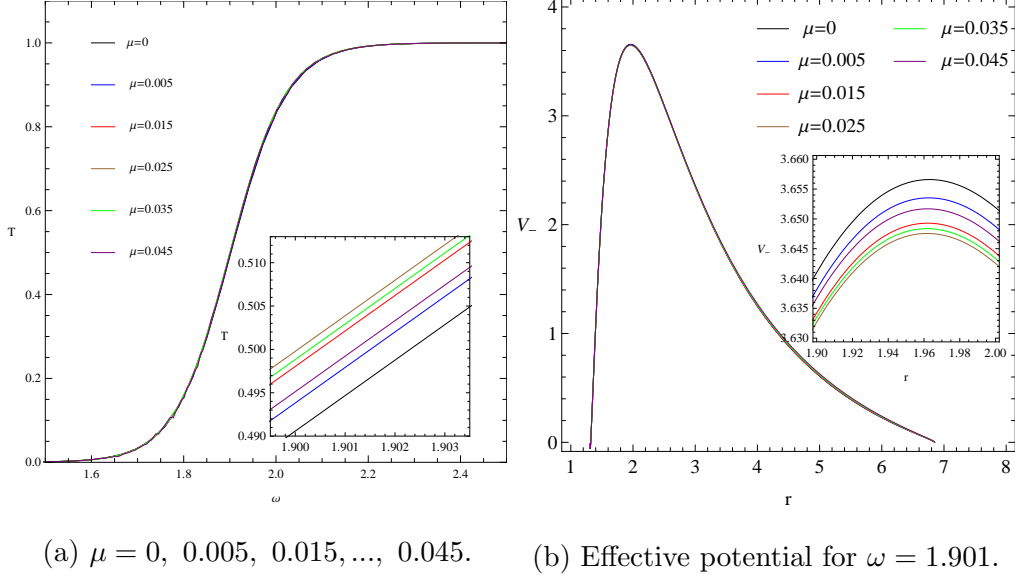 1.0
0.8
0.6
0.4
0.2
0.0
T
1.6 1.8 2.0 2.2 2.4
ω
μ=0
μ=0.005
μ=0.015
μ=0.025
μ=0.035
μ=0.045
0.510
0.505
0.500
0.495
0.490
T
1.900 1.901 1.902 1.903
(a) μ = 0, 0.005, 0.015, ..., 0.045.
4
3
2
1
0
V₋
1 2 3 4 5 6 7 8
r
μ=0
μ=0.005
μ=0.015
μ=0.025
μ=0.035
μ=0.045
3.660
3.655
3.650
3.645
3.640
3.635
3.630
V₋
1.90 1.92 1.94 1.96 1.98 2.00
r
(b) Effective potential for ω = 1.901.